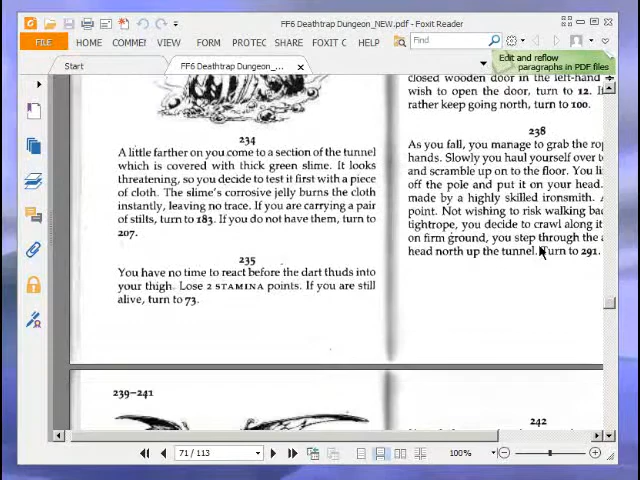 FF6 Deathtrap Dungeon_NEW.pdf - Foxit Reader
FILE HOME COMMEI VIEW FORM PROTEC SHARE FOXIT C HELP Find
Edit and reflow
paragraphs in PDF files
Start FF6 Deathtrap Dungeon_...
234
A little farther on you come to a section of the tunnel
which is covered with thick green slime. It looks
threatening, so you decide to test it first with a piece
of cloth. The slime's corrosive jelly burns the cloth
instantly, leaving no trace. If you are carrying a pair
of stilts, turn to 183. If you do not have them, turn to
207.
235
You have no time to react before the dart thuds into
your thigh. Lose 2 STAMINA points. If you are still
alive, turn to 73.
closed wooden door in the left-hand
wish to open the door, turn to 12. I
rather keep going north, turn to 100.
238
As you fall, you manage to grab the rop
hands. Slowly you haul yourself over t
and scramble up on to the floor. You li
off the pole and put it on your head.
made by a highly skilled ironsmith. A
point. Not wishing to risk walking bac
tightrope, you decide to crawl along it
on firm ground, you step through the a
head north up the tunnel. Turn to 291.
239–241
242
71 / 113
100%